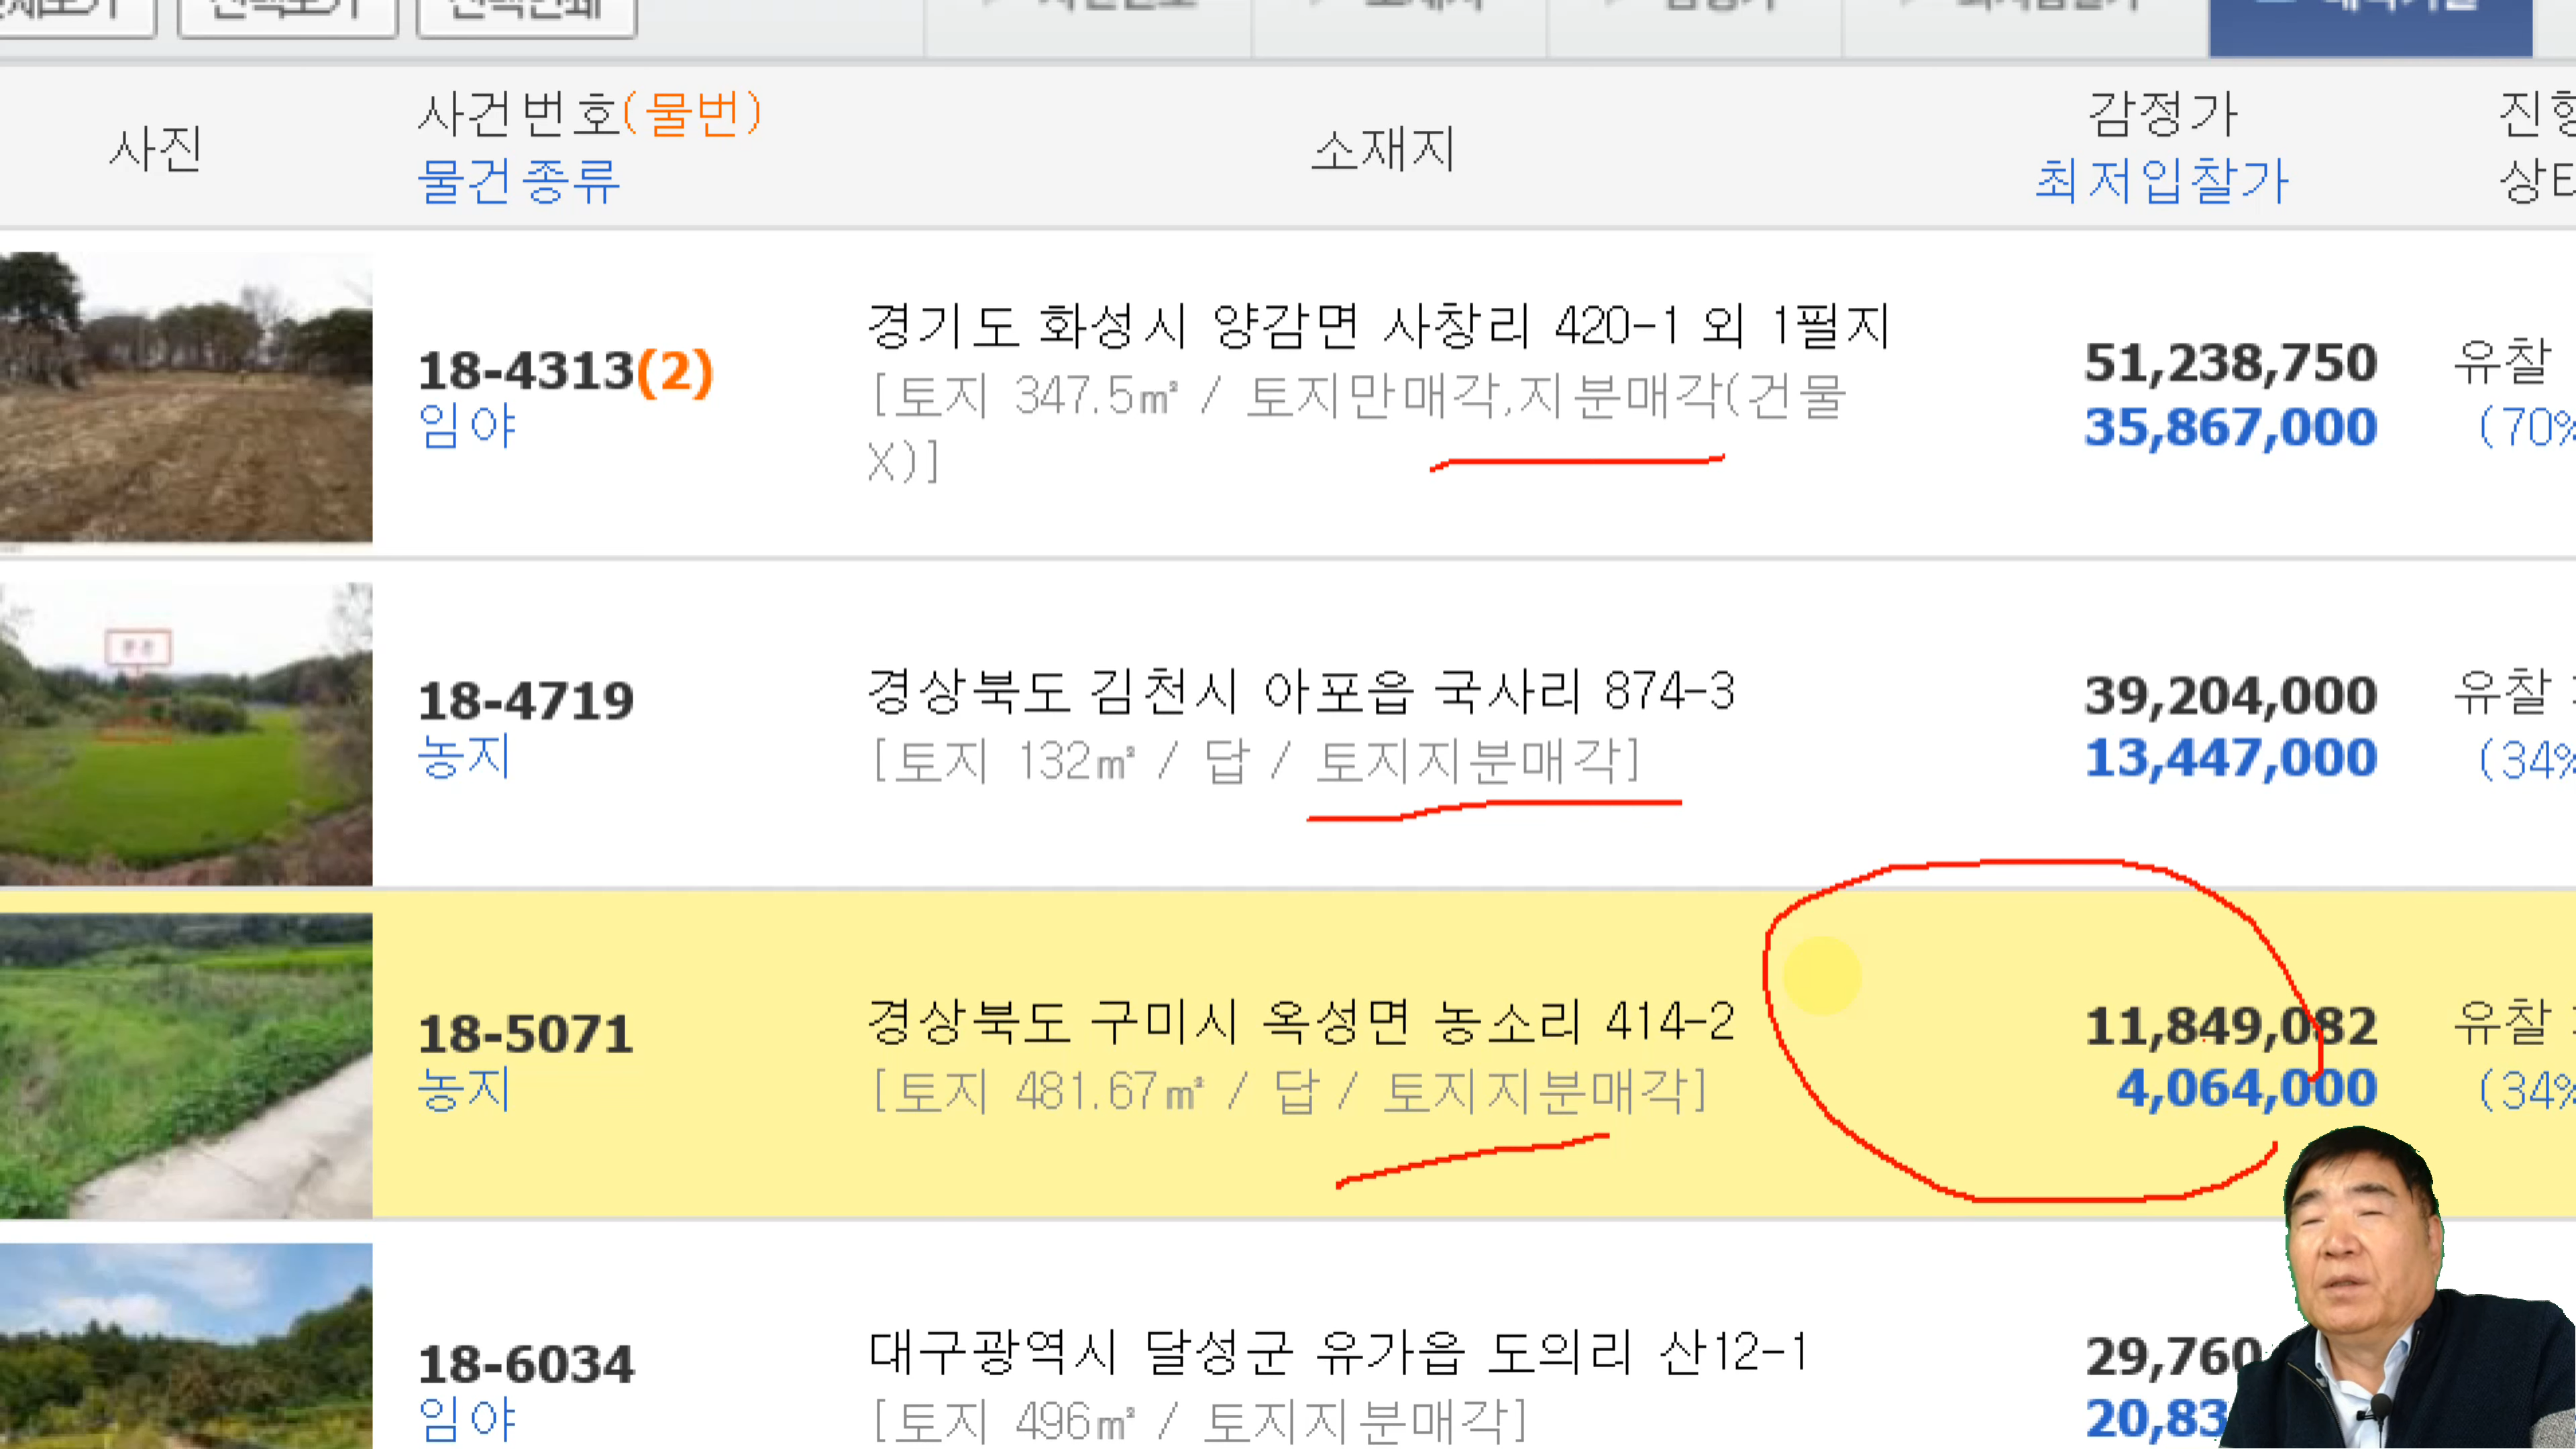 사진
사건번호(물번)
물건종류
소재지
감정가
최저입찰가
18-4313(2)
임야
경기도 화성시 양감면 사창리 420-1 외 1필지
[토지 347.5㎡ / 토지만매각,지분매각(건물
X)]
51,238,750
35,867,000
유찰
(70%
18-4719
농지
경상북도 김천시 아포읍 국사리 874-3
[토지 132㎡ / 답 / 토지지분매각]
39,204,000
13,447,000
유찰
(34%
18-5071
농지
경상북도 구미시 옥성면 농소리 414-2
[토지 481.67㎡ / 답 / 토지지분매각]
11,849,082
4,064,000
유찰
(34%
18-6034
임야
대구광역시 달성군 유가읍 도의리 산12-1
[토지 496㎡ / 토지지분매각]
29,760
20,83